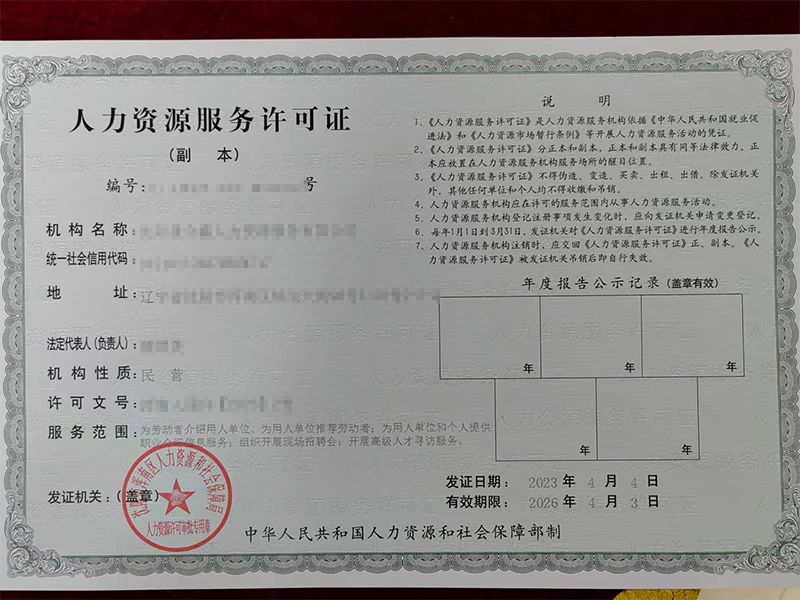 人力资源服务许可证
(副 本)
编号: 号
机构名称:
统一社会信用代码:
地 址: 辽宁省
法定代表人(负责人):
机构性质: 民 营
许可文号:
服务范围: 为劳动者介绍用人单位、为用人单位推荐劳动者; 为用人单位和个人提供
职业介绍信息服务; 组织开展现场招聘会; 开展高级人才寻访服务。
发证机关: (盖章)
浑南区人力资源和社会保障局
人力资源许可审批专用章
说 明
1、《人力资源服务许可证》是人力资源服务机构依据《中华人民共和国就业促
进法》和《人力资源市场暂行条例》等开展人力资源服务活动的凭证。
2、《人力资源服务许可证》分正本和副本, 正本和副本具有同等法律效力。正
本应放置在人力资源服务机构服务场所的醒目位置。
3、《人力资源服务许可证》不得伪造、变造、买卖、出租、出借。除发证机关
外, 其他任何单位和个人均不得收缴和吊销。
4、人力资源服务机构应在许可的服务范围内从事人力资源服务活动。
5、人力资源服务机构登记注册事项发生变化时, 应向发证机关申请变更登记。
6、每年1月1日到3月31日, 发证机关对《人力资源服务许可证》进行年度报告公示。
7、人力资源服务机构注销时, 应交回《人力资源服务许可证》正、副本。《人
力资源服务许可证》被发证机关吊销后即自行失效。
年度报告公示记录 (盖章有效)
年 年 年
年 年
发证日期: 2023 年 4 月 4 日
有效期限: 2026 年 4 月 3 日
中华人民共和国人力资源和社会保障部制